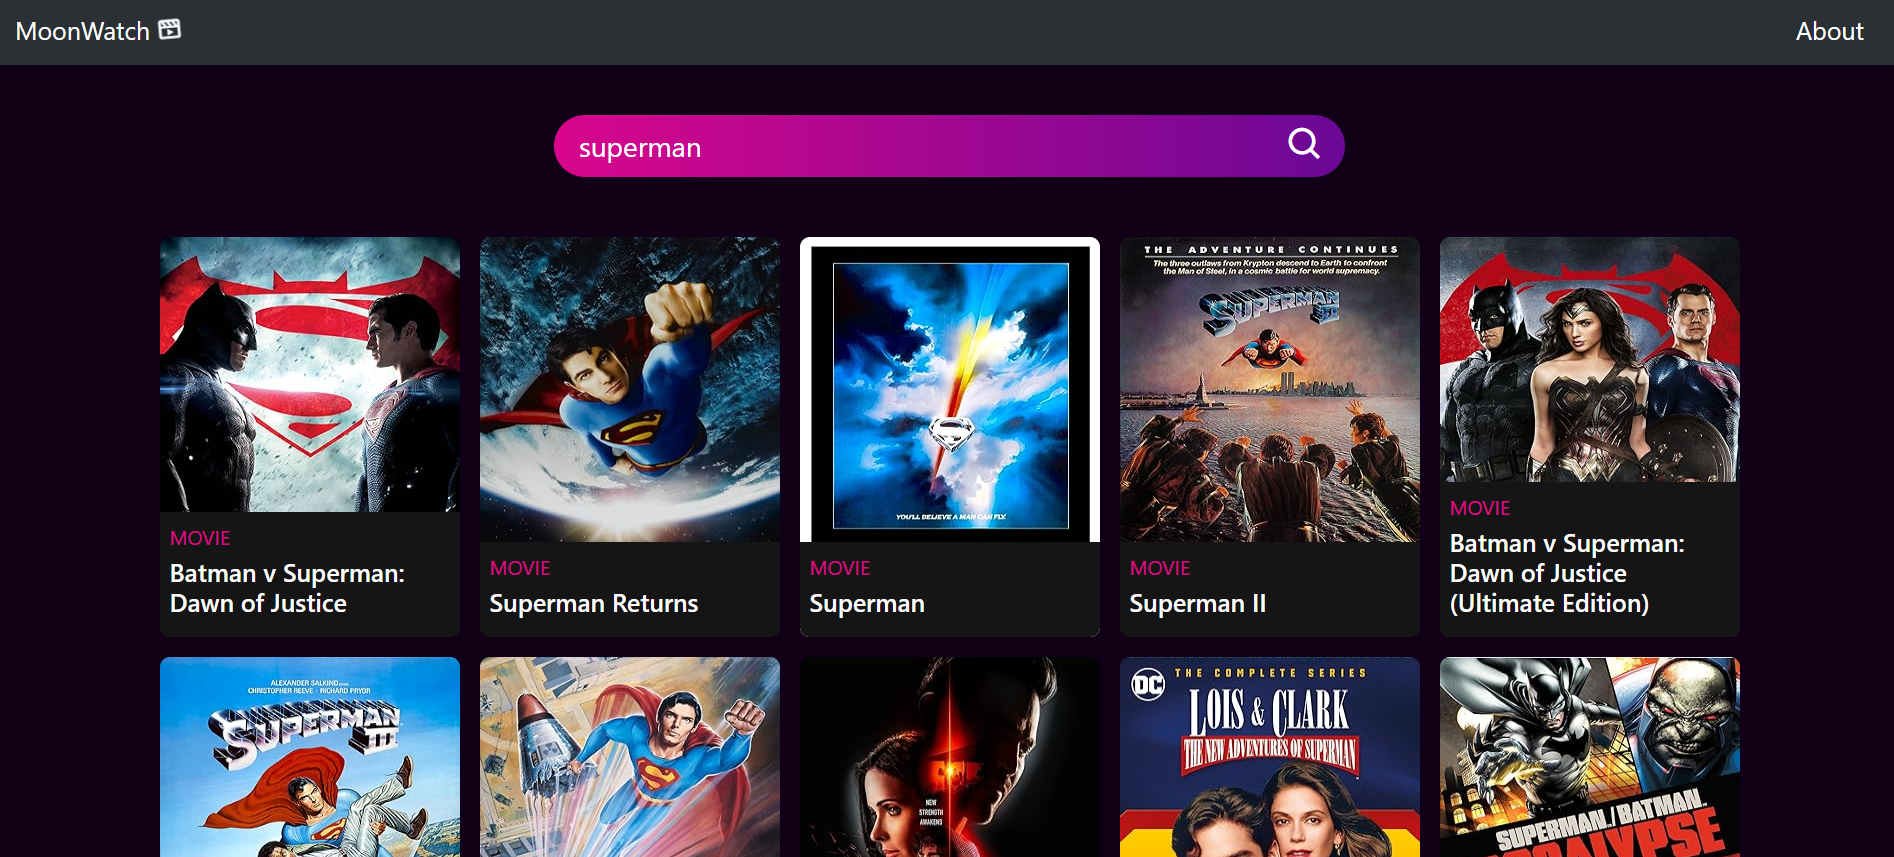 MoonWatch
About
superman
THE ADVENTURE CONTINUES
The three outlaws from Krypton descend to Earth to confront
the Man of Steel, in a cosmic battle for world supremacy.
SUPERMAN
II
YOU'LL BELIEVE A MAN CAN FLY.
MOVIE
Batman v Superman:
Dawn of Justice
MOVIE
Superman Returns
MOVIE
Superman
MOVIE
Superman II
MOVIE
Batman v Superman:
Dawn of Justice
(Ultimate Edition)
ALEXANDER SALKIND
CHRISTOPHER REEVE · RICHARD PRYOR
SUPERMAN
III
NEW
STRENGTH
AWAKENS
DC
THE COMPLETE SERIES
LOIS & CLARK
THE NEW ADVENTURES OF SUPERMAN
SUPERMAN/BATMAN